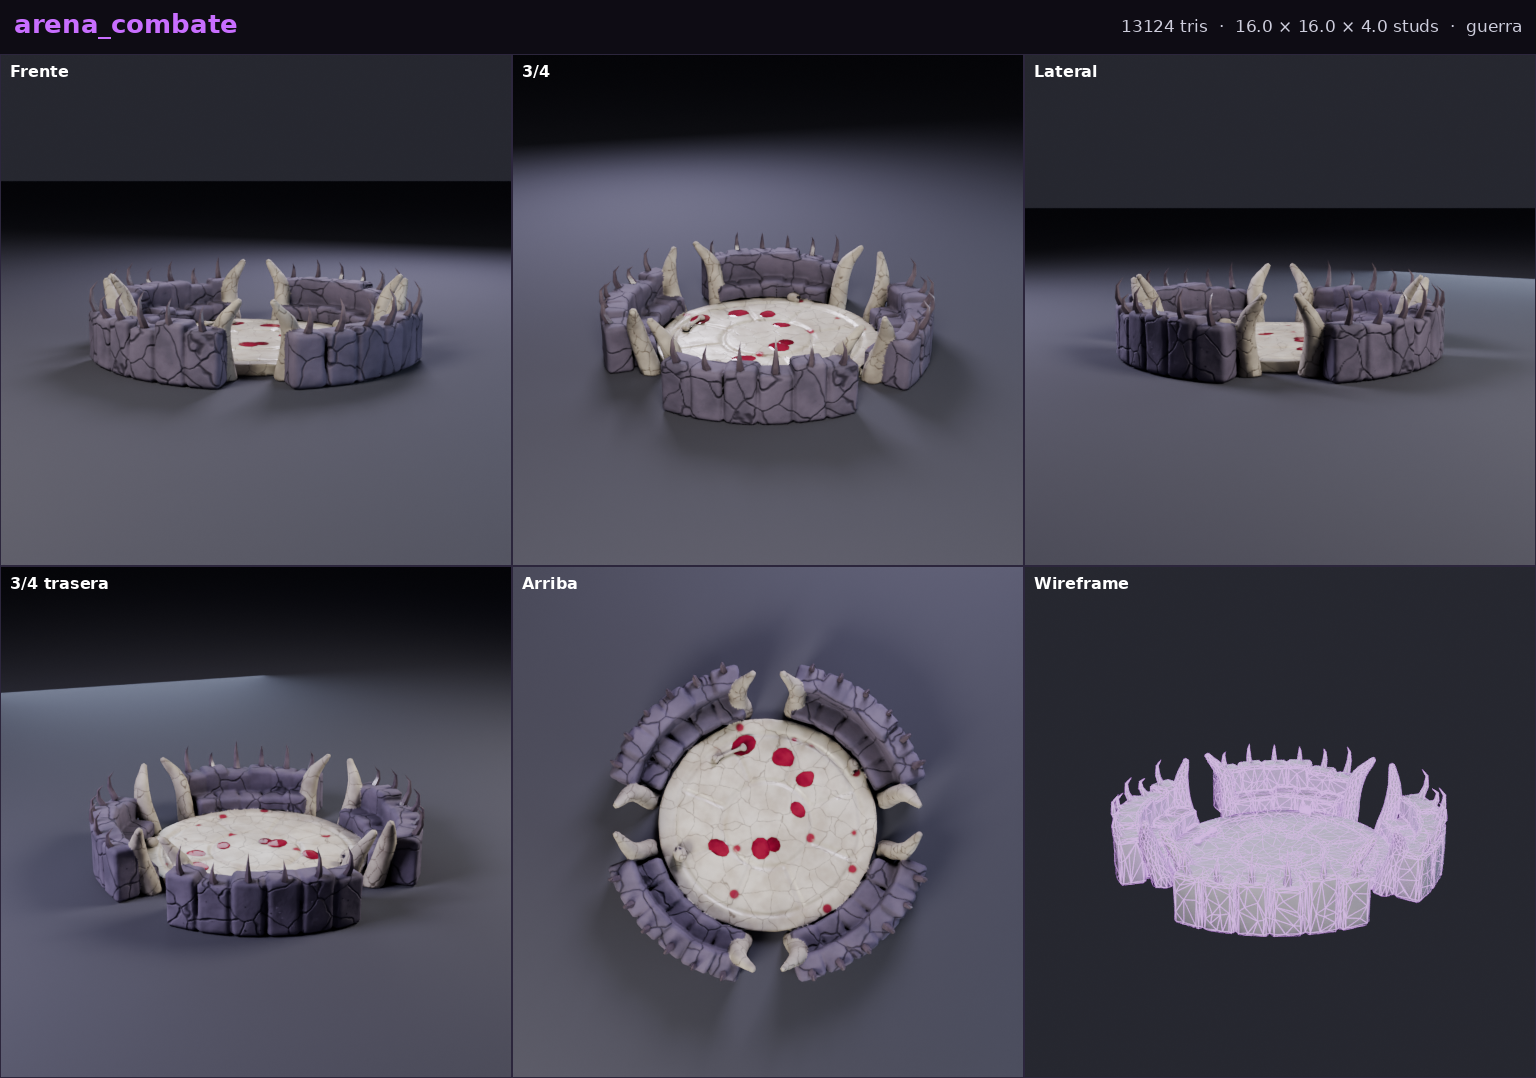 arena_combate
13124 tris · 16.0 × 16.0 × 4.0 studs · guerra
Frente
3/4
Lateral
3/4 trasera
Arriba
Wireframe